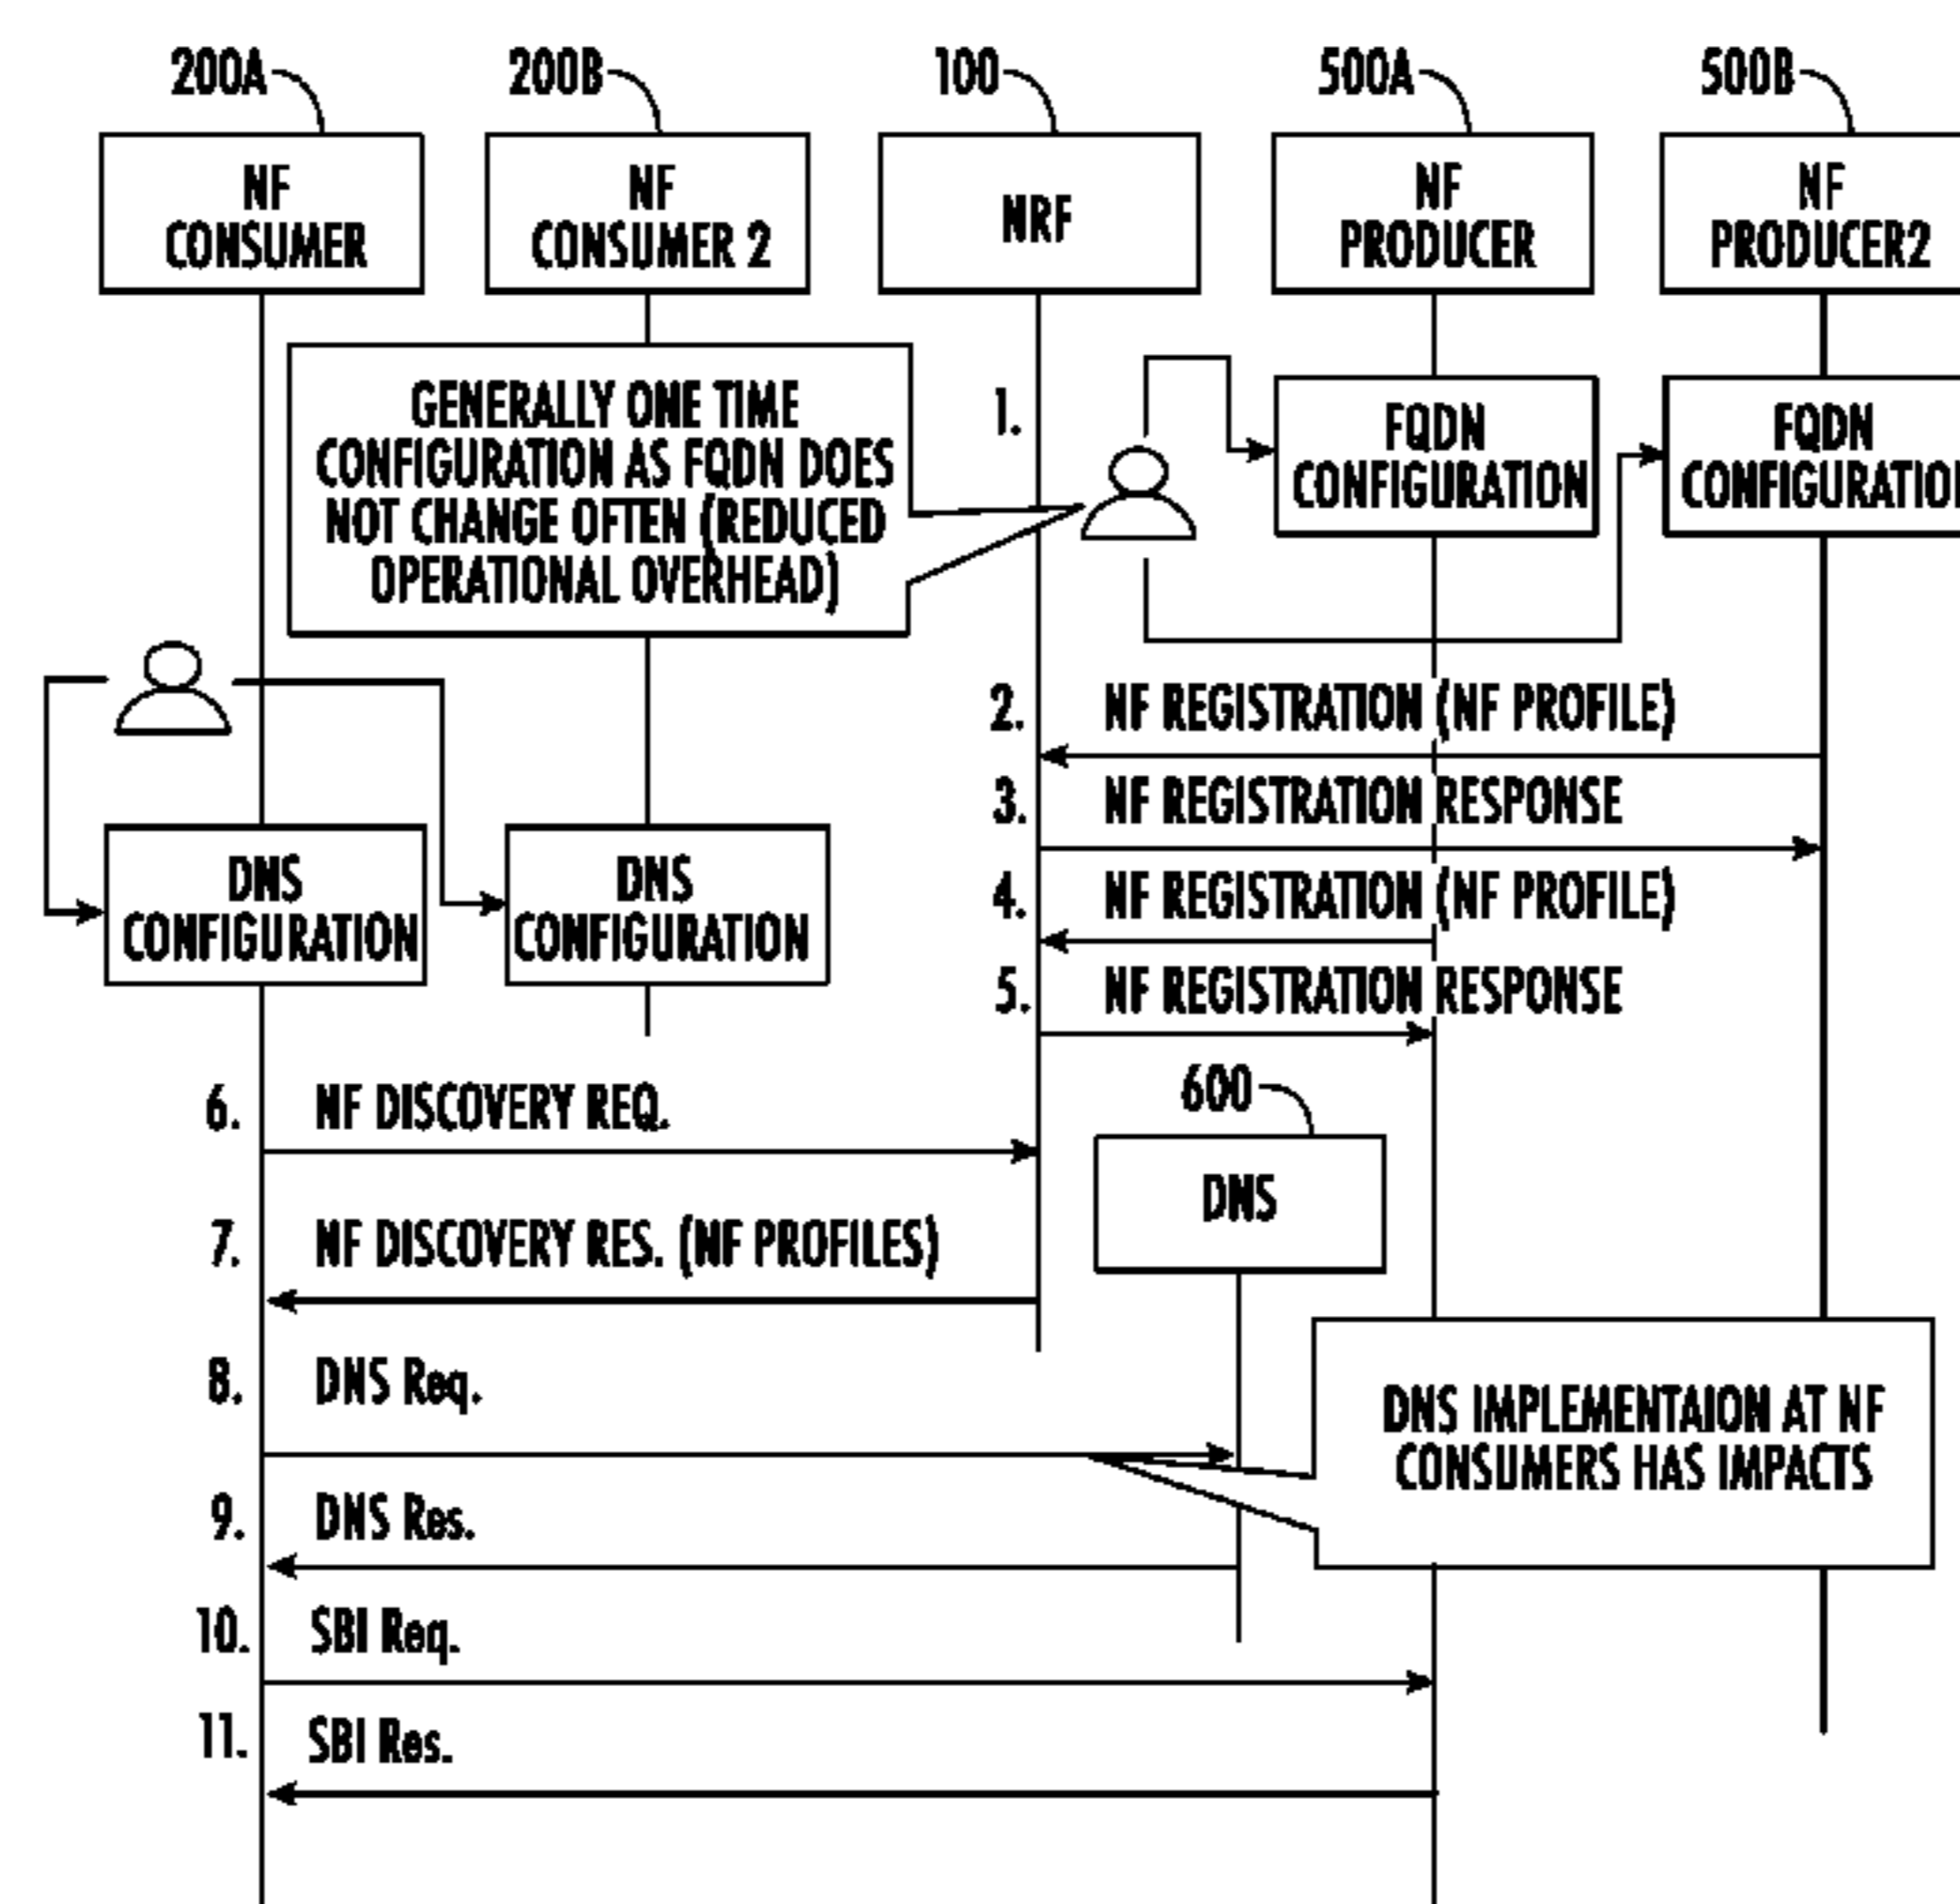 200A
200B
100
500A
500B
NF
CONSUMER
NF
CONSUMER 2
NRF
NF
PRODUCER
NF
PRODUCER2
GENERALLY ONE TIME
CONFIGURATION AS FQDN DOES
NOT CHANGE OFTEN (REDUCED
OPERATIONAL OVERHEAD)
1.
FQDN
CONFIGURATION
FQDN
CONFIGURATIO
2. NF REGISTRATION (NF PROFILE)
3. NF REGISTRATION RESPONSE
DNS
CONFIGURATION
DNS
CONFIGURATION
4. NF REGISTRATION (NF PROFILE)
5. NF REGISTRATION RESPONSE
600
6. NF DISCOVERY REQ.
DNS
7. NF DISCOVERY RES. (NF PROFILES)
8. DNS Req.
DNS IMPLEMENTAION AT NF
CONSUMERS HAS IMPACTS
9. DNS Res.
10. SBI Req.
11. SBI Res.